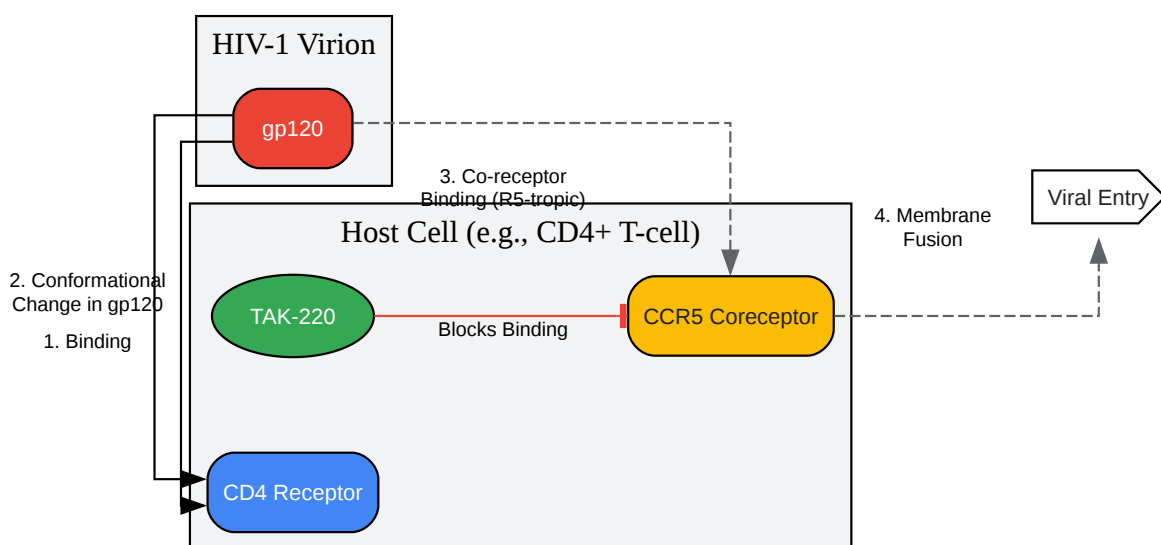 HIV-1 Virion
gp120
3. Co-receptor
Binding (R5-tropic)
Host Cell (e.g., CD4+ T-cell)
4. Membrane
Fusion
Viral Entry
2. Conformational
Change in gp120
1. Binding
TAK-220
Blocks Binding
CCR5 Coreceptor
CD4 Receptor